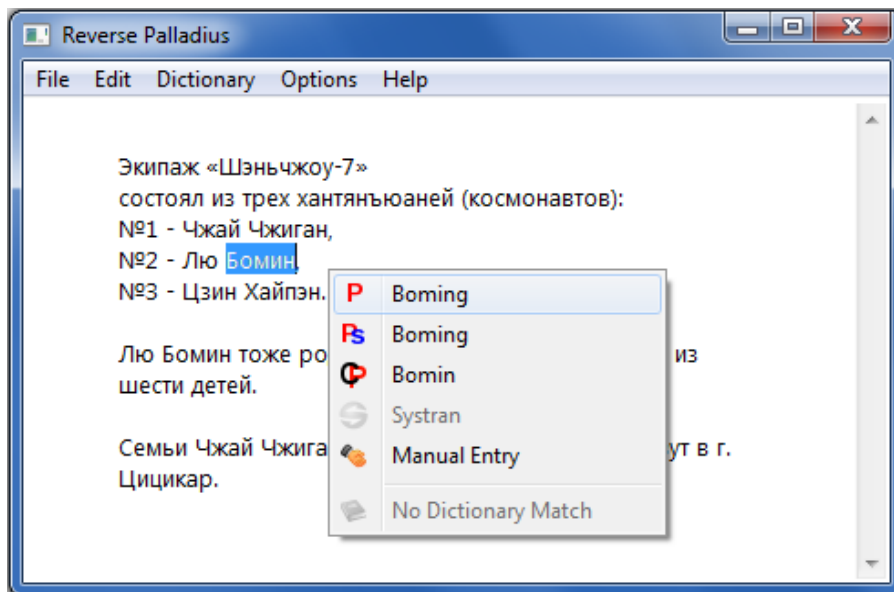 Reverse Palladius
File Edit Dictionary Options Help
Экипаж «Шэньчжоу-7»
состоял из трех хантянъюаней (космонавтов):
№1 - Чжай Чжиган,
№2 - Лю Бомин,
№3 - Цзин Хайпэн.
P Boming
Ps Boming
CP Bomin
Systran
Manual Entry
No Dictionary Match
Лю Бомин тоже ро из
шести детей.
Семьи Чжай Чжига ут в г.
Цицикар.